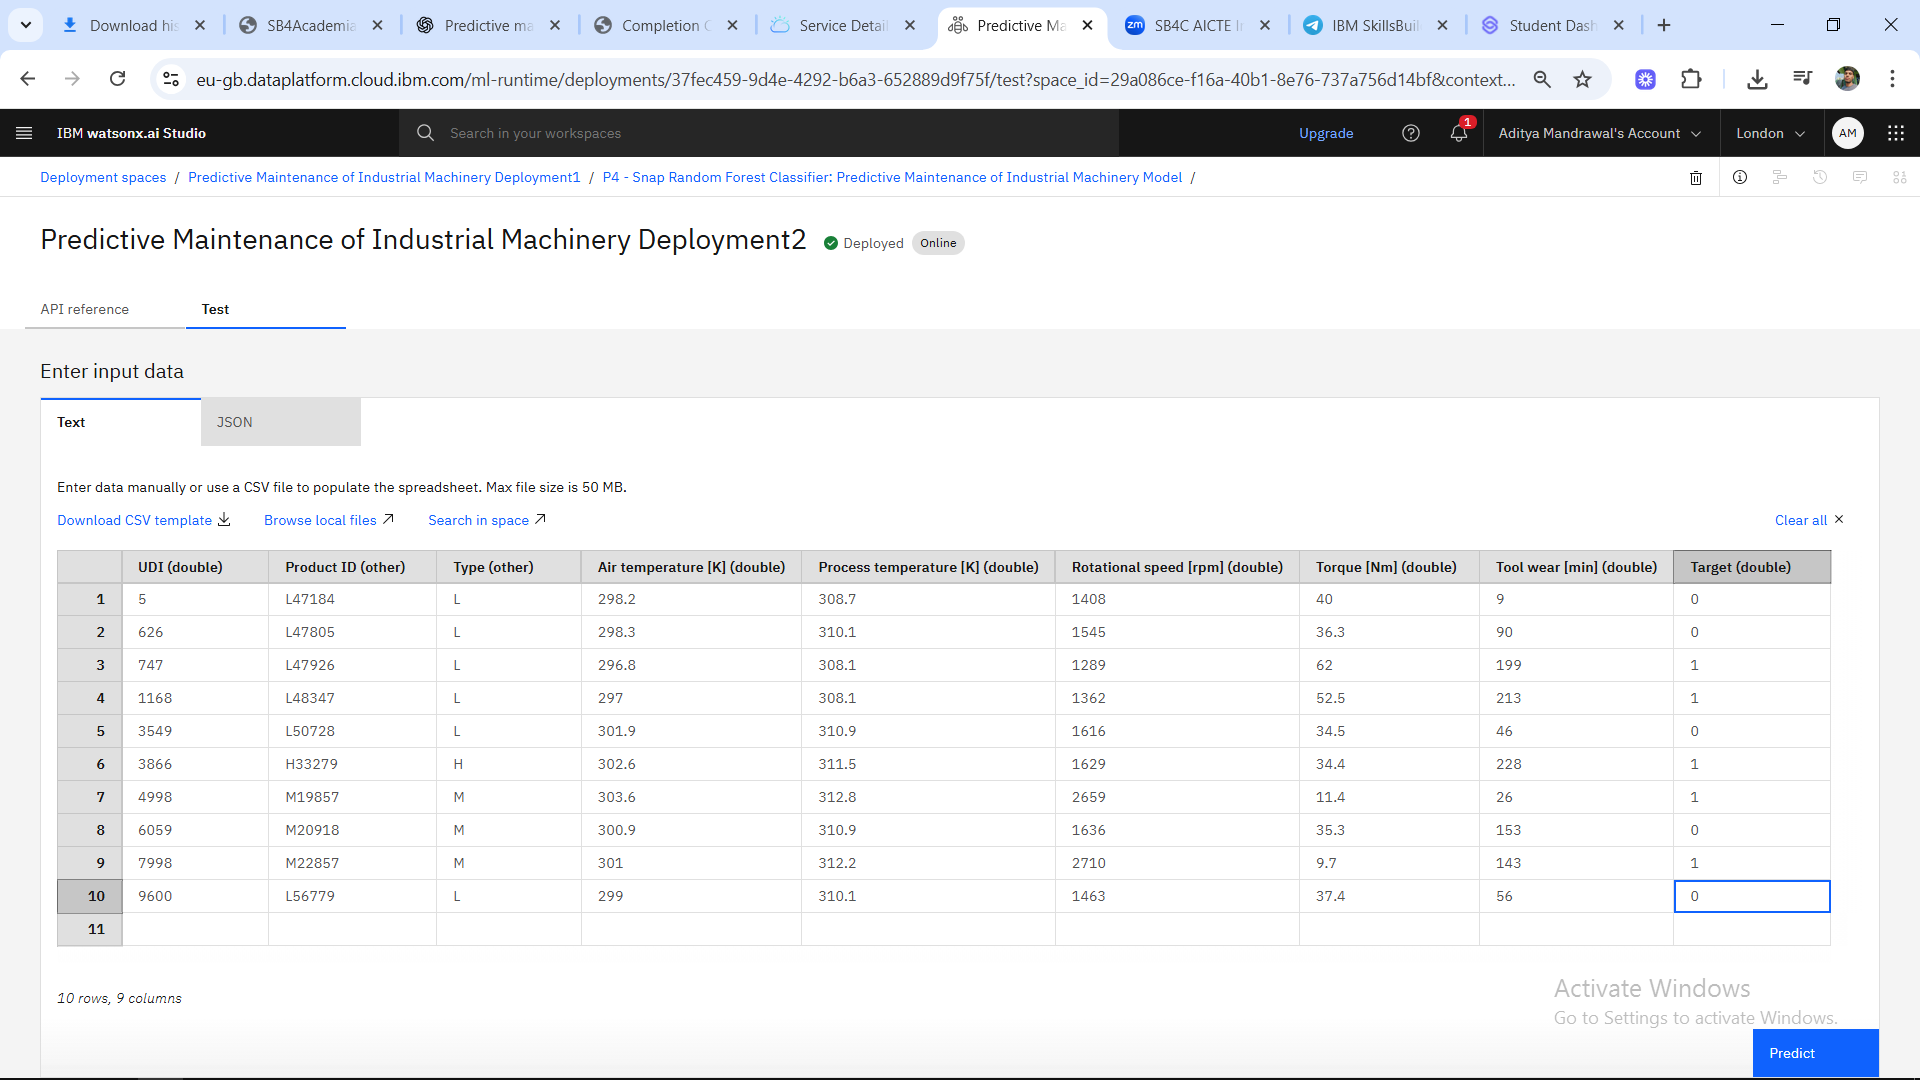 Download his
SB4Academia
Predictive ma
Completion C
Service Detail
Predictive Ma
zm SB4C AICTE In
IBM SkillsBuil
Student Dash
eu-gb.dataplatform.cloud.ibm.com/ml-runtime/deployments/37fec459-9d4e-4292-b6a3-652889d9f75f/test?space_id=29a086ce-f16a-40b1-8e76-737a756d14bf&context...
IBM watsonx.ai Studio
Search in your workspaces
Upgrade
1
Aditya Mandrawal's Account
London
AM
Deployment spaces / Predictive Maintenance of Industrial Machinery Deployment1 / P4 - Snap Random Forest Classifier: Predictive Maintenance of Industrial Machinery Model /
Predictive Maintenance of Industrial Machinery Deployment2 Deployed Online
API reference Test
Enter input data
Text JSON
Enter data manually or use a CSV file to populate the spreadsheet. Max file size is 50 MB.
Download CSV template Browse local files Search in space Clear all
UDI (double) Product ID (other) Type (other) Air temperature [K] (double) Process temperature [K] (double) Rotational speed [rpm] (double) Torque [Nm] (double) Tool wear [min] (double) Target (double)
1 5 L47184 L 298.2 308.7 1408 40 9 0
2 626 L47805 L 298.3 310.1 1545 36.3 90 0
3 747 L47926 L 296.8 308.1 1289 62 199 1
4 1168 L48347 L 297 308.1 1362 52.5 213 1
5 3549 L50728 L 301.9 310.9 1616 34.5 46 0
6 3866 H33279 H 302.6 311.5 1629 34.4 228 1
7 4998 M19857 M 303.6 312.8 2659 11.4 26 1
8 6059 M20918 M 300.9 310.9 1636 35.3 153 0
9 7998 M22857 M 301 312.2 2710 9.7 143 1
10 9600 L56779 L 299 310.1 1463 37.4 56 0
11
10 rows, 9 columns
Activate Windows
Go to Settings to activate Windows.
Predict